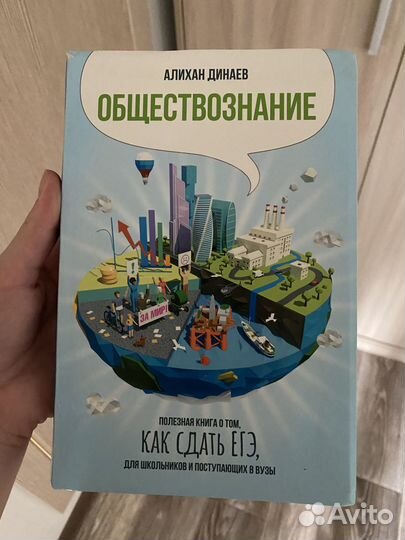 АЛИХАН ДИНАЕВ
ОБЩЕСТВОЗНАНИЕ
ЗА МИР!
ПОЛЕЗНАЯ КНИГА О ТОМ,
КАК СДАТЬ ЕГЭ,
ДЛЯ ШКОЛЬНИКОВ И ПОСТУПАЮЩИХ В ВУЗЫ
Avito